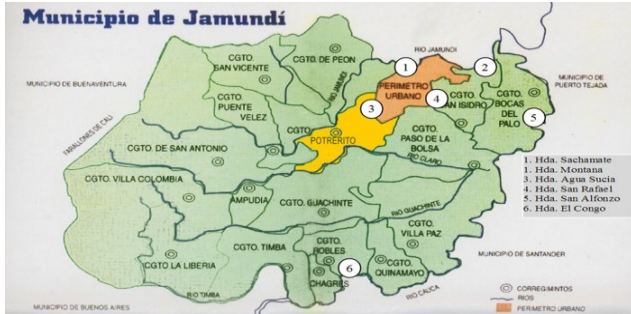 Municipio de Jamundí
CGTO. DE PEON
RIO JAMUNDI
CGTO.
SAN VICENTE
MUNICIPIO DE BUENAVENTURA
1
2
MUNICIPIO DE
PUERTO TEJADA
PERIMETRO
URBANO
RIO JAMUNDI
CGTO.
PUENTE
VELEZ
3
4
CGTO.
SAN ISIDRO
CGTO.
BOCAS
DEL
PALO
5
FARALLONES DE CALI
CGTO
POTRERITO
CGTO. DE SAN ANTONIO
CGTO.
PASO DE LA
BOLSA
RIO CLARO
1. Hda. Sachamate
1. Hda. Montana
3. Hda. Agua Sucia
4. Hda. San Rafael
5. Hda. San Alfonzo
6. Hda. El Congo
CGTO. VILLA COLOMBIA
AMPUDIA
CGTO. GUACHINTE
RIO GUACHINTE
CGTO.
VILLA PAZ
CGTO. TIMBA
CGTO.
ROBLES
MUNICIPIO DE SANTANDER
CGTO LA LIBERIA
CHAGRES
6
CGTO.
QUINAMAYO
RIO TIMBA
RIO CAUCA
MUNICIPIO DE BUENOS AIRES
CORREGIMINTOS
RIOS
PERIMETRO URBANO